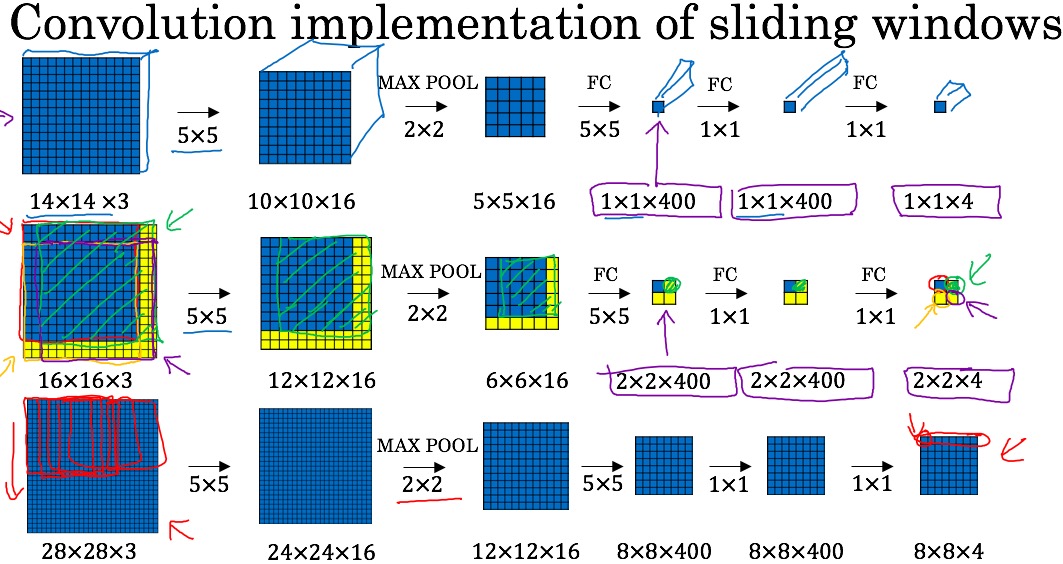 Convolution implementation of sliding windows
MAX POOL FC FC FC
5×5 2×2 5×5 1×1 1×1
14×14 ×3 10×10×16 5×5×16 1×1×400 1×1×400 1×1×4
MAX POOL FC FC FC
5×5 2×2 5×5 1×1 1×1
16×16×3 12×12×16 6×6×16 2×2×400 2×2×400 2×2×4
MAX POOL
5×5 2×2 5×5 1×1 1×1
28×28×3 24×24×16 12×12×16 8×8×400 8×8×400 8×8×4